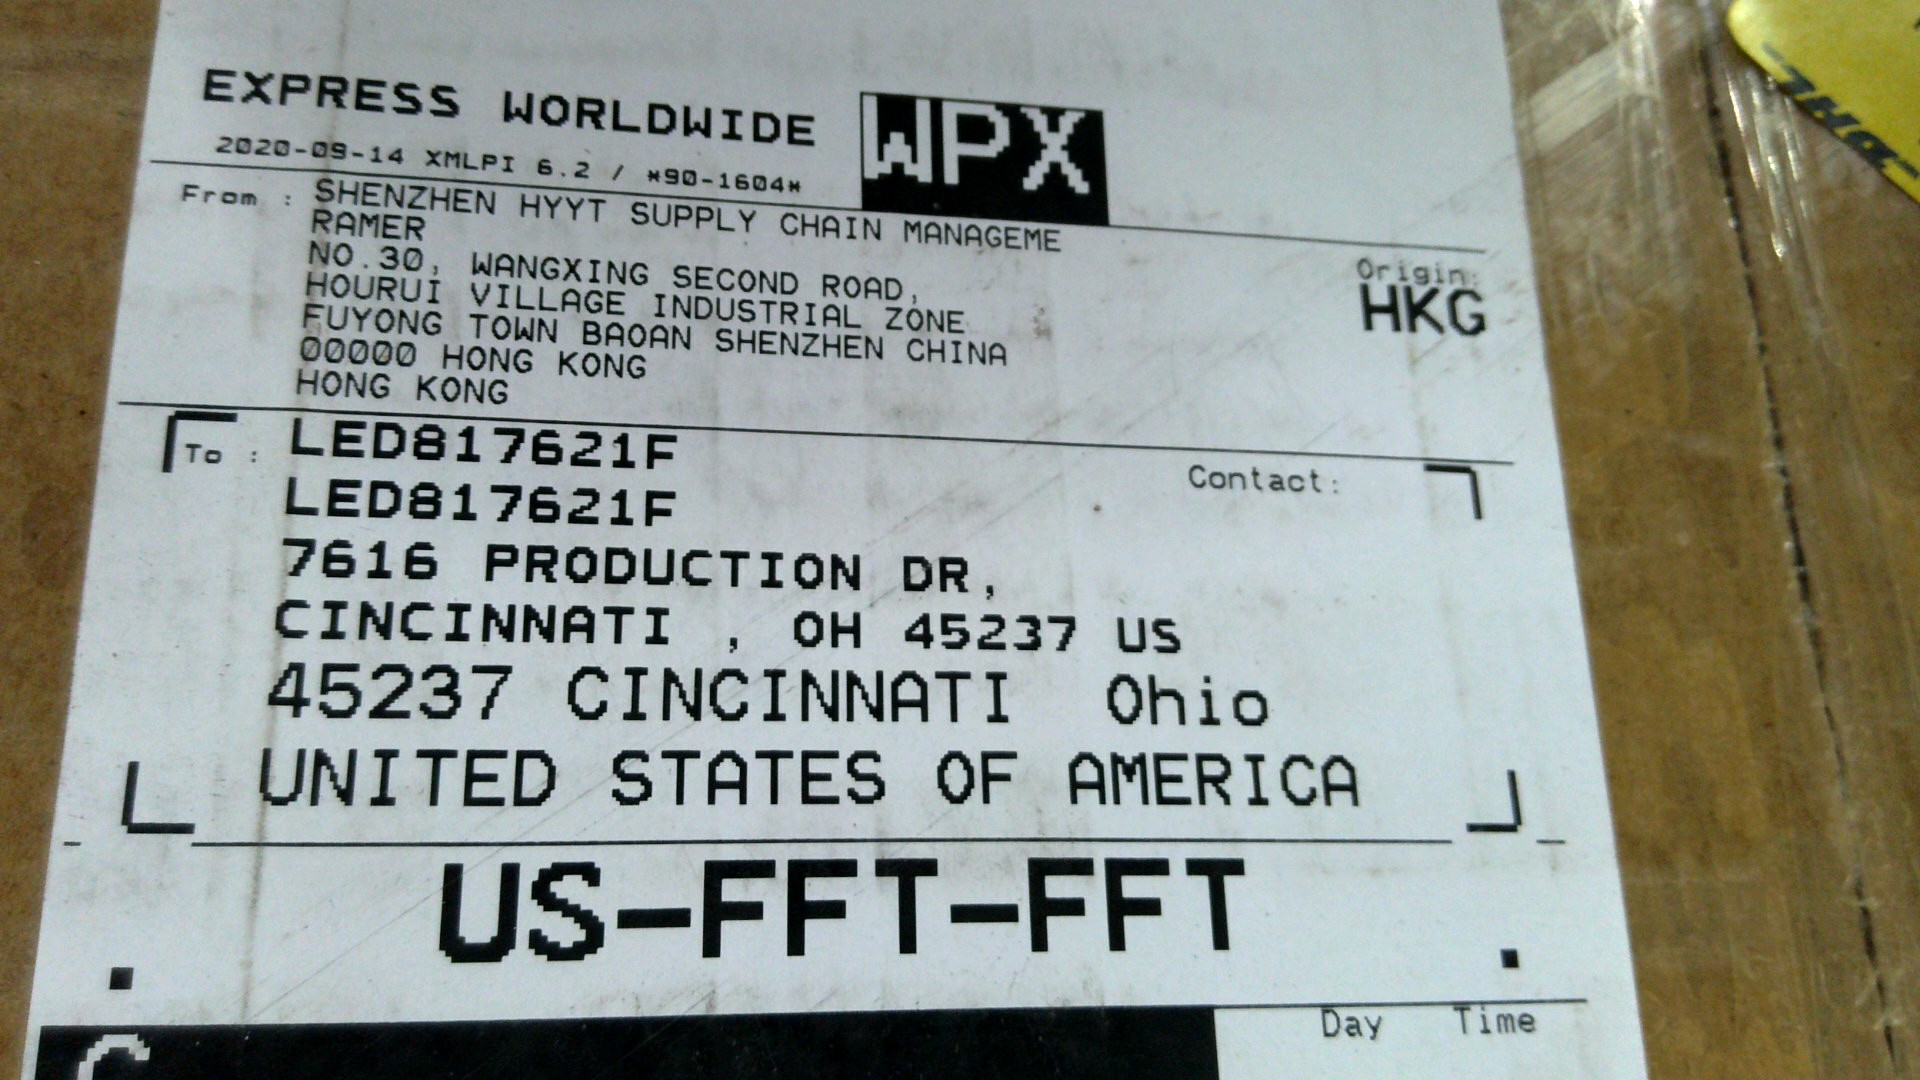 EXPRESS WORLDWIDE
WPX
2020-09-14 XMLPI 6.2 / *90-1604*
From : SHENZHEN HYYT SUPPLY CHAIN MANAGEME
RAMER
NO.30, WANGXING SECOND ROAD,
HOURUI VILLAGE INDUSTRIAL ZONE
FUYONG TOWN BAOAN SHENZHEN CHINA
00000 HONG KONG
HONG KONG
Origin:
HKG
To : LED817621F
Contact:
LED817621F
7616 PRODUCTION DR,
CINCINNATI , OH 45237 US
45237 CINCINNATI Ohio
UNITED STATES OF AMERICA
US-FFT-FFT
Day Time
DHL